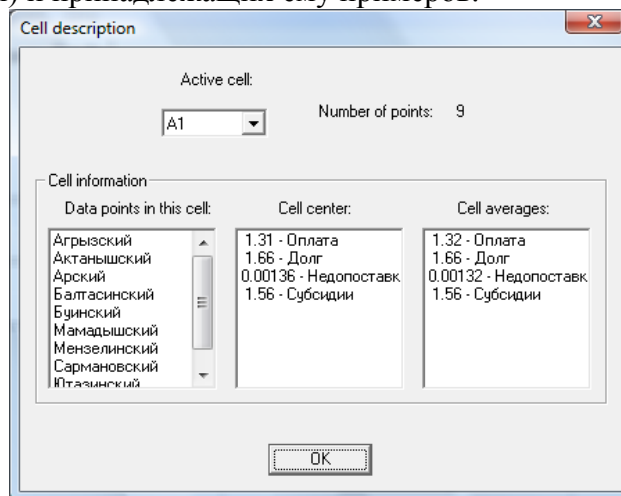 и принадлежащих ему примеров.
Cell description
Active cell:
A1
Number of points: 9
Cell information
Data points in this cell:
Агрызский
Актанышский
Арский
Балтасинский
Буинский
Мамадышский
Мензелинский
Сармановский
Ютазинский
Cell center:
1.31 - Оплата
1.66 - Долг
0.00136 - Недопоставк
1.56 - Субсидии
Cell averages:
1.32 - Оплата
1.66 - Долг
0.00132 - Недопоставк
1.56 - Субсидии
OK